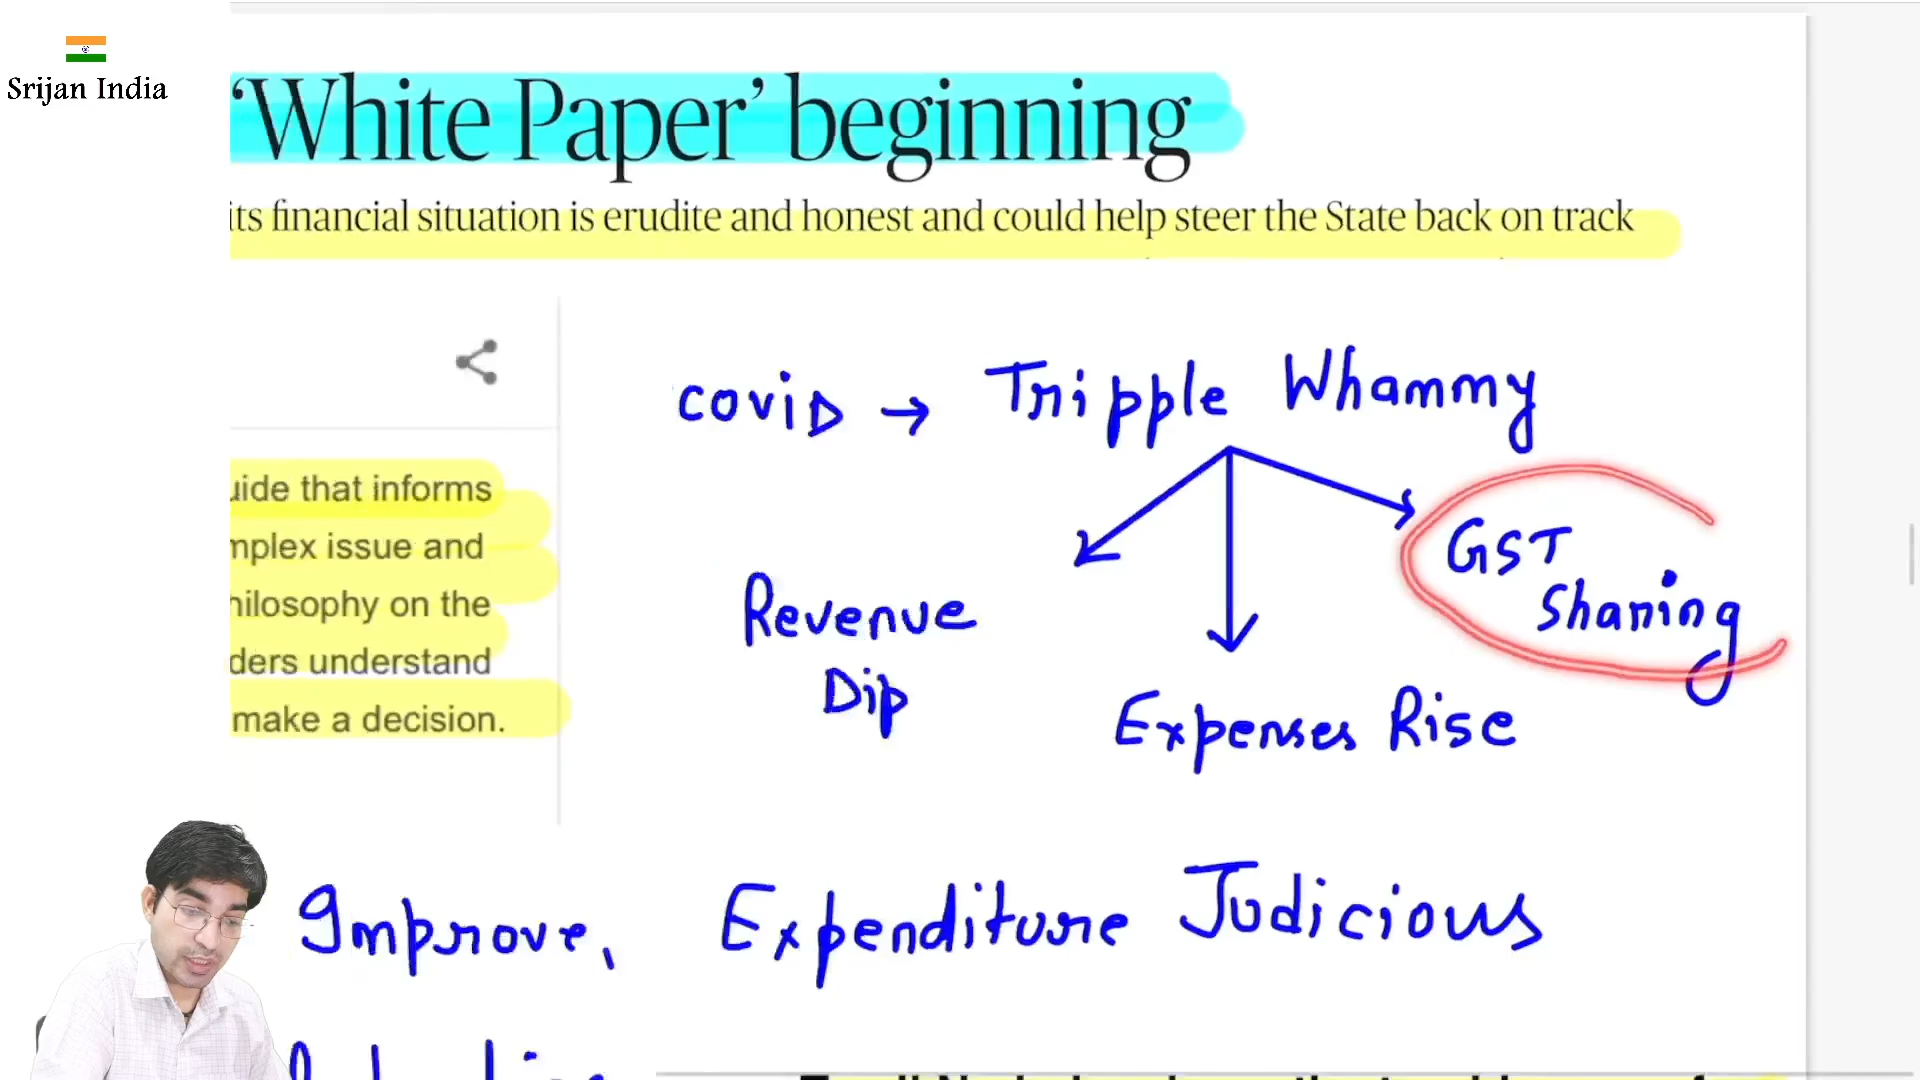 Srijan India
‘White Paper’ beginning
its financial situation is erudite and honest and could help steer the State back on track
COVID → Tripple Whammy
uide that informs
mplex issue and
hilosophy on the
ders understand
make a decision.
GST
Sharing
Revenue
Dip
Expenses Rise
Improve, Expenditure Judicious